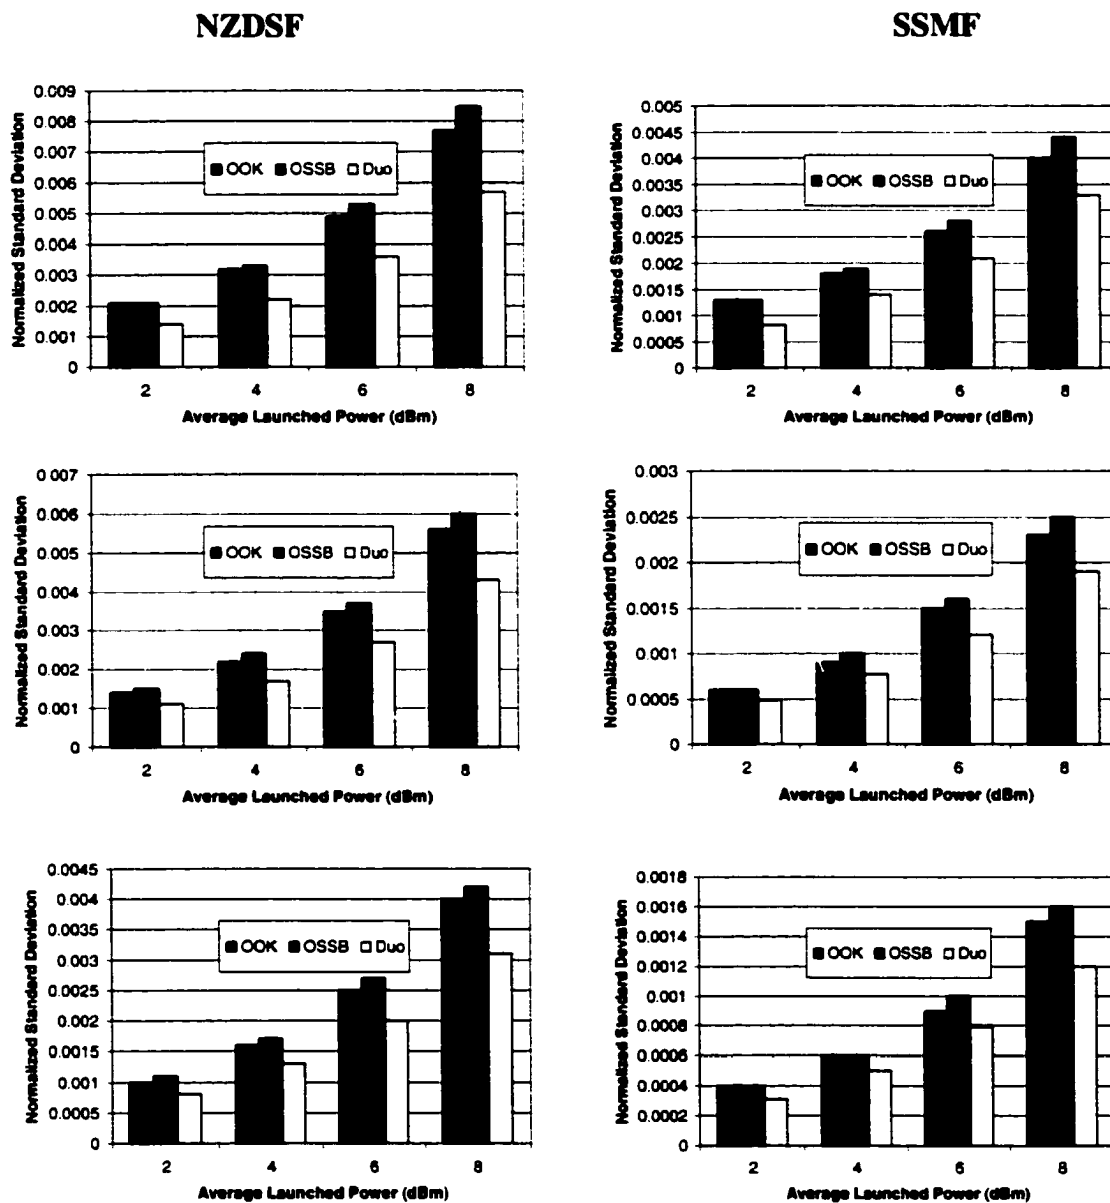 NZDSF
SSMF
Normalized Standard Deviation
0.009
0.008
0.007
0.006
0.005
0.004
0.003
0.002
0.001
0
OOK OSSB Duo
2 4 6 8
Average Launched Power (dBm)
Normalized Standard Deviation
0.005
0.0045
0.004
0.0035
0.003
0.0025
0.002
0.0015
0.001
0.0005
0
OOK OSSB Duo
2 4 6 8
Average Launched Power (dBm)
Normalized Standard Deviation
0.007
0.006
0.005
0.004
0.003
0.002
0.001
0
OOK OSSB Duo
2 4 6 8
Average Launched Power (dBm)
Normalized Standard Deviation
0.003
0.0025
0.002
0.0015
0.001
0.0005
0
OOK OSSB Duo
2 4 6 8
Average Launched Power (dBm)
Normalized Standard Deviation
0.0045
0.004
0.0035
0.003
0.0025
0.002
0.0015
0.001
0.0005
0
OOK OSSB Duo
2 4 6 8
Average Launched Power (dBm)
Normalized Standard Deviation
0.0018
0.0016
0.0014
0.0012
0.001
0.0008
0.0006
0.0004
0.0002
0
OOK OSSB Duo
2 4 6 8
Average Launched Power (dBm)